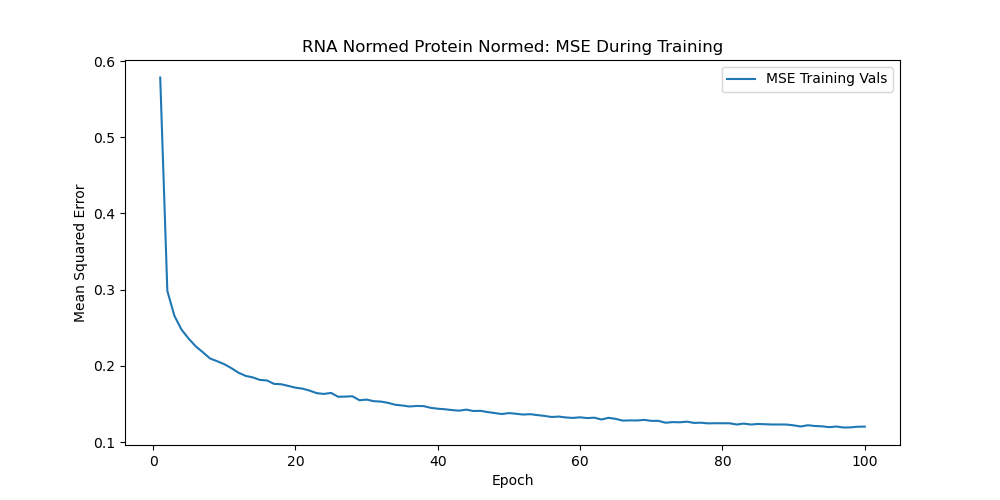 RNA Normed Protein Normed: MSE During Training
MSE Training Vals
Mean Squared Error
0.6
0.5
0.4
0.3
0.2
0.1
0 20 40 60 80 100
Epoch